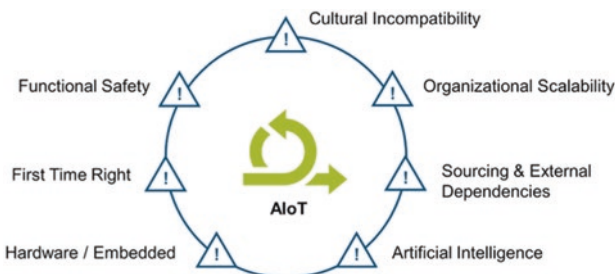 Cultural Incompatibility
Functional Safety
Organizational Scalability
First Time Right
Sourcing & External
Dependencies
AIoT
Hardware / Embedded
Artificial Intelligence
!
!
!
!
!
!
!